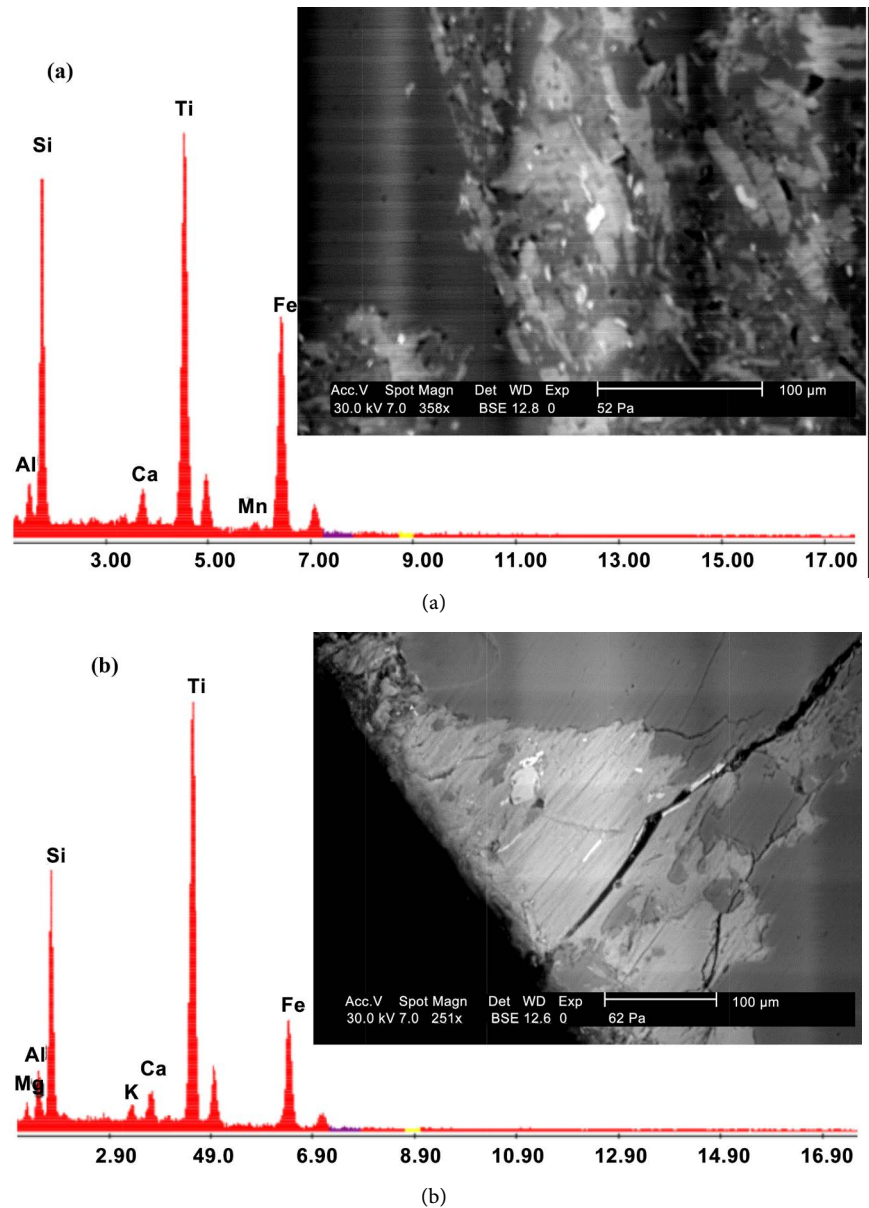 (a)
Ti
Si
Fe
Al
Ca
Mn
Acc.V Spot Magn Det WD Exp 100 µm
30.0 kV 7.0 358x BSE 12.8 0 52 Pa
3.00 5.00 7.00 9.00 11.00 13.00 15.00 17.00
(a)
(b)
Ti
Si
Fe
Al
Mg
K
Ca
Acc.V Spot Magn Det WD Exp 100 µm
30.0 kV 7.0 251x BSE 12.6 0 62 Pa
2.90 49.0 6.90 8.90 10.90 12.90 14.90 16.90
(b)